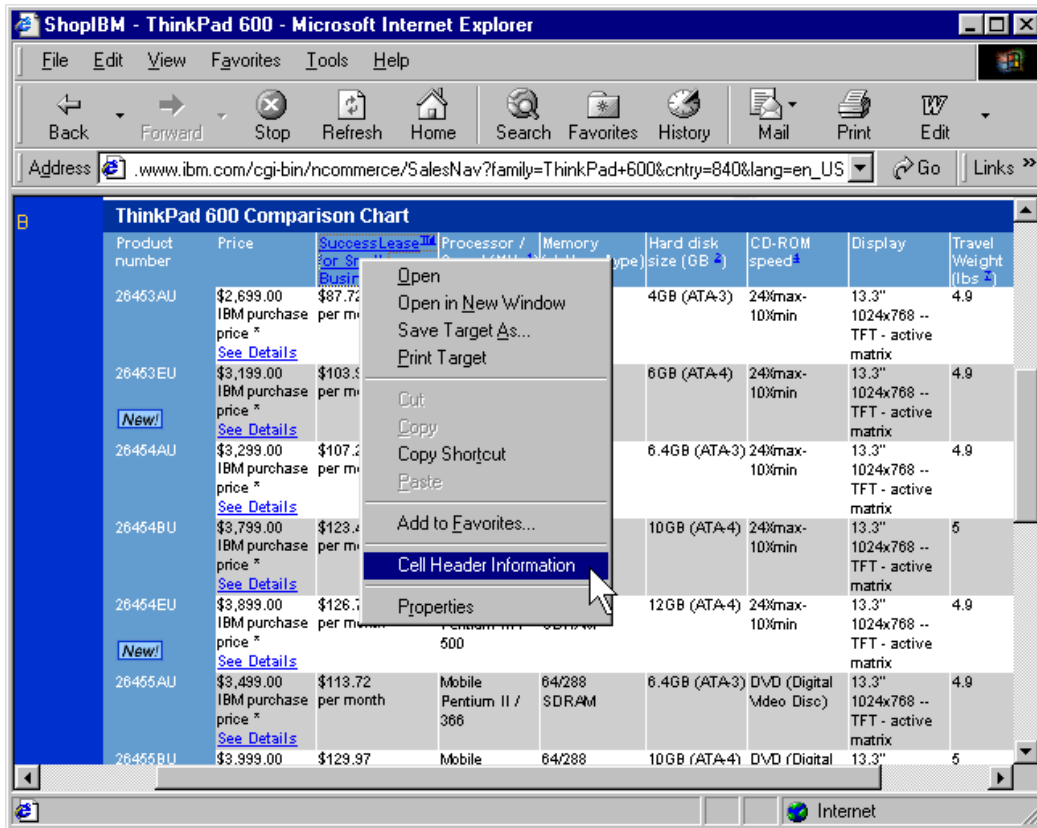 ShopIBM - ThinkPad 600 - Microsoft Internet Explorer
File Edit View Favorites Tools Help
Back Forward Stop Refresh Home Search Favorites History Mail Print Edit
Address .www.ibm.com/cgi-bin/ncommerce/SalesNav?family=ThinkPad+600&cntry=840&lang=en_US Go Links »
B
ThinkPad 600 Comparison Chart
Product Price SuccessLease Processor / Memory Hard disk CD-ROM Display Travel
number for type) size (GB 2) speed Weight
(lbs
26453AU $2,699.00 4GB (ATA-3) 24Xmax- 13.3" 4.9
IBM purchase per 10Xmin 1024x768 --
price * TFT - active
See Details matrix
26453EU $3,199.00 6GB (ATA-4) 24Xmax- 13.3" 4.9
IBM purchase per 10Xmin 1024x768 --
New! price * TFT - active
See Details matrix
26454AU $3,299.00 6.4GB (ATA-3) 24Xmax- 13.3" 4.9
IBM purchase per 10Xmin 1024x768 --
price * TFT - active
See Details matrix
26454BU $3,799.00 10GB (ATA-4) 24Xmax- 13.3" 5
IBM purchase per 10Xmin 1024x768 --
price * TFT - active
See Details matrix
26454EU $3,899.00 12GB (ATA-4) 24Xmax- 13.3" 4.9
IBM purchase per month 10Xmin 1024x768 --
New! price * 500 TFT - active
See Details matrix
26455AU $3,499.00 $113.72 Mobile 64/288 6.4GB (ATA-3) DVD (Digital 13.3" 4.9
IBM purchase per month Pentium II / SDRAM Video Disc) 1024x768 --
price * 366 TFT - active
See Details matrix
26455BU $3,999.00 $129.97 Mobile 64/288 10GB (ATA-4) DVD (Digital 13.3" 5
Open
Open in New Window
Save Target As...
Print Target
Cut
Copy
Copy Shortcut
Paste
Add to Favorites...
Cell Header Information
Properties
Internet